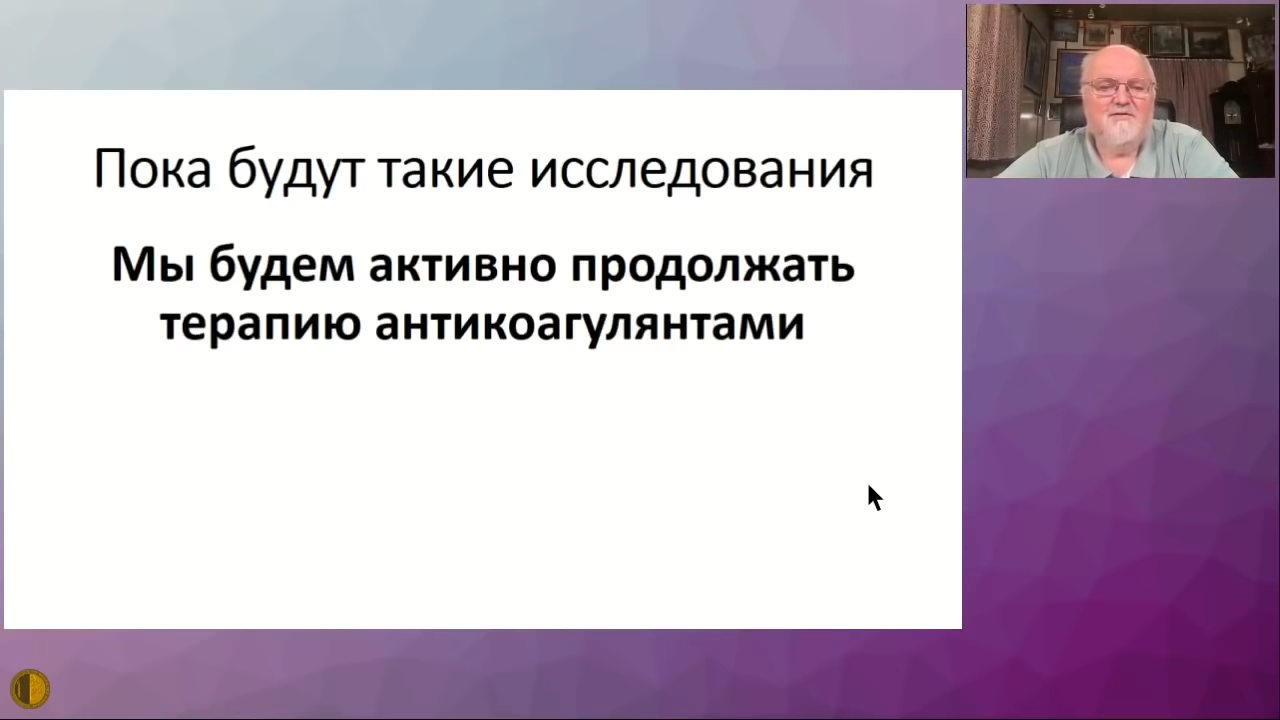 Пока будут такие исследования
Мы будем активно продолжать
терапию антикоагулянтами